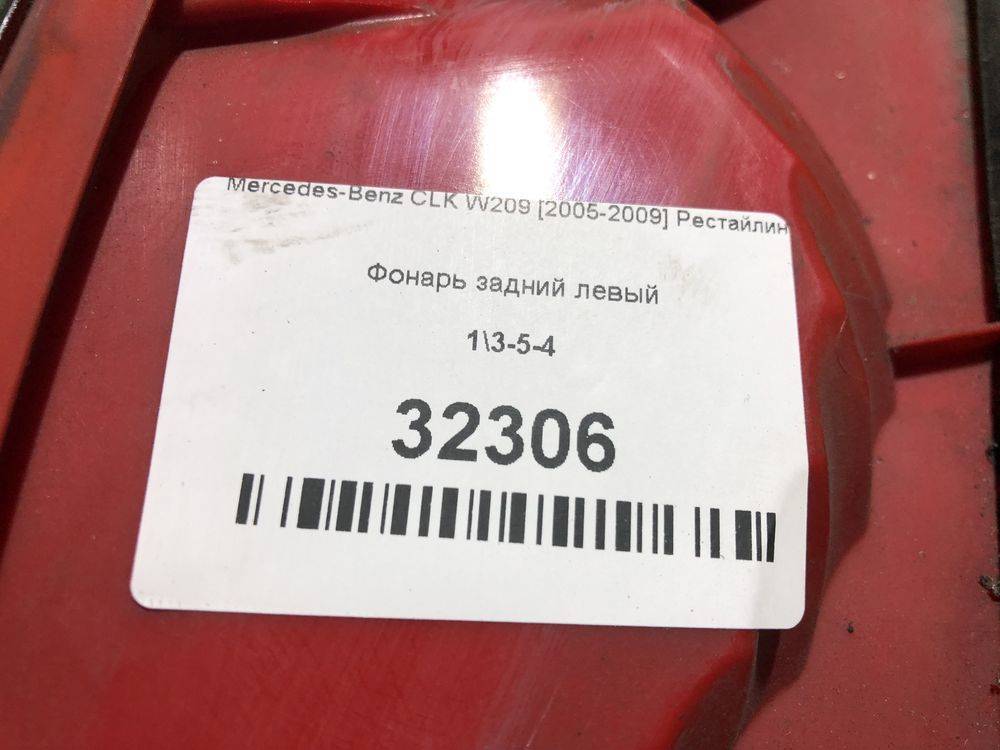 Mercedes-Benz CLK W209 [2005-2009] Рестайлин
Фонарь задний левый
1\3-5-4
32306